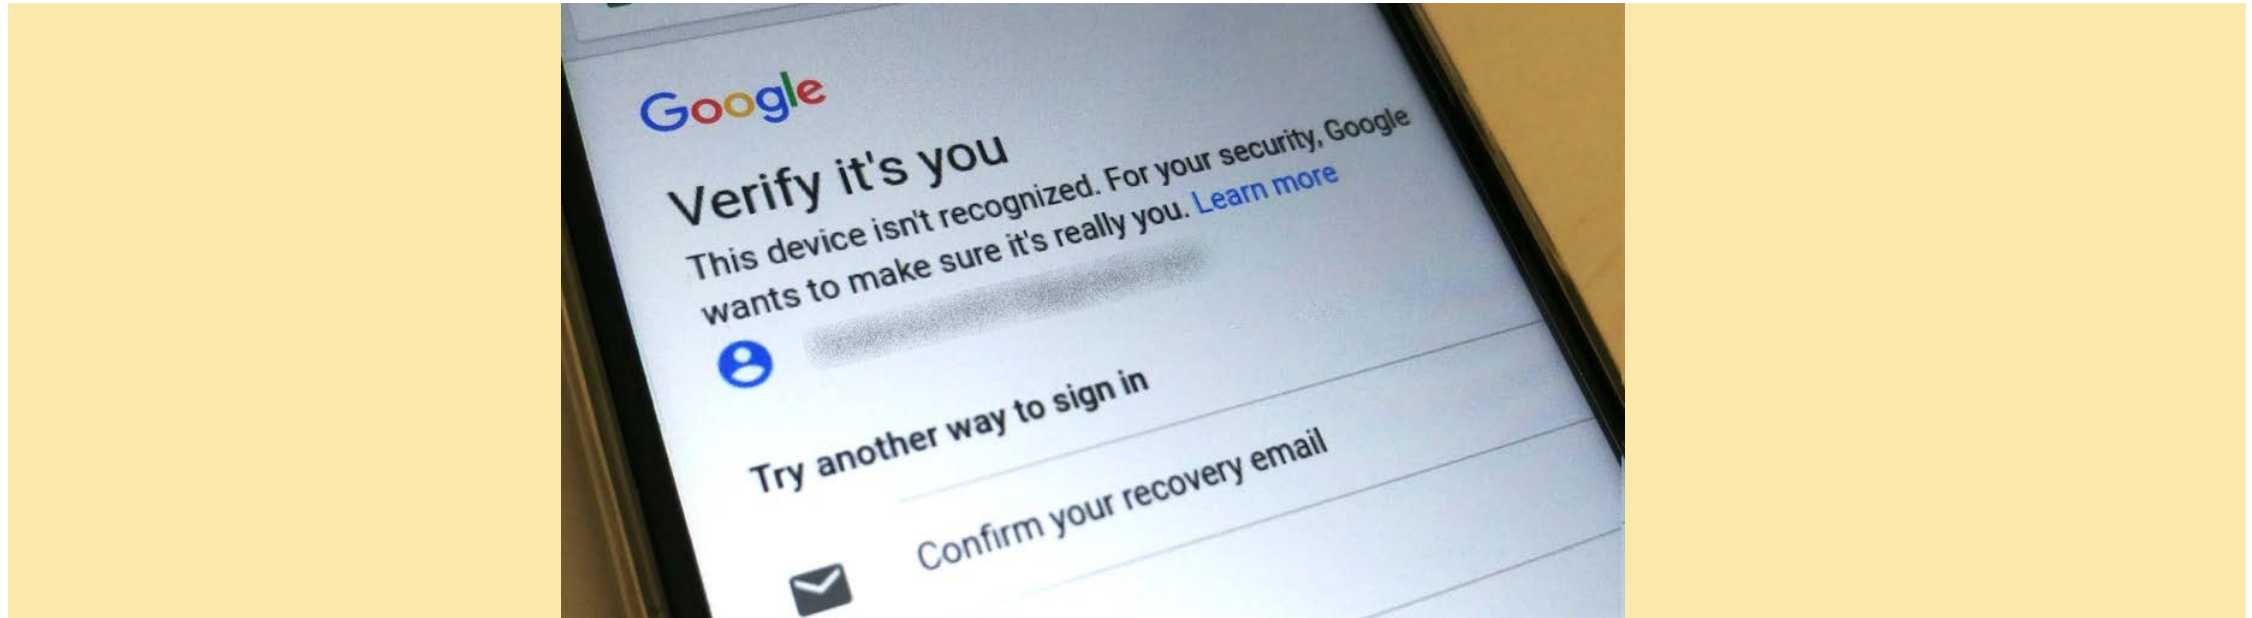 Google
Verify it's you
This device isn't recognized. For your security, Google
wants to make sure it's really you. Learn more
Try another way to sign in
Confirm your recovery email